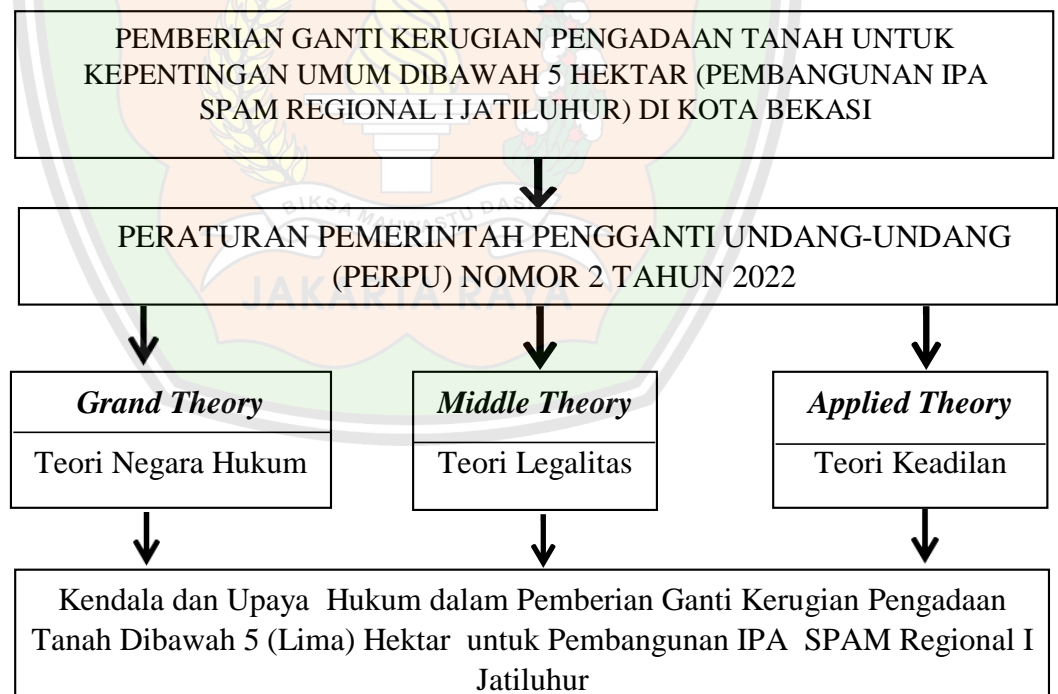 PEMBERIAN GANTI KERUGIAN PENGADAAN TANAH UNTUK
KEPENTINGAN UMUM DIBAWAH 5 HEKTAR (PEMBANGUNAN IPA
SPAM REGIONAL I JATILUHUR) DI KOTA BEKASI
BIKSA MAHWASTU DASA
PERATURAN PEMERINTAH PENGGANTI UNDANG-UNDANG
(PERPU) NOMOR 2 TAHUN 2022
JAKARTA RAYA
Grand Theory
Teori Negara Hukum
Middle Theory
Teori Legalitas
Applied Theory
Teori Keadilan
Kendala dan Upaya Hukum dalam Pemberian Ganti Kerugian Pengadaan
Tanah Dibawah 5 (Lima) Hektar untuk Pembangunan IPA SPAM Regional I
Jatiluhur